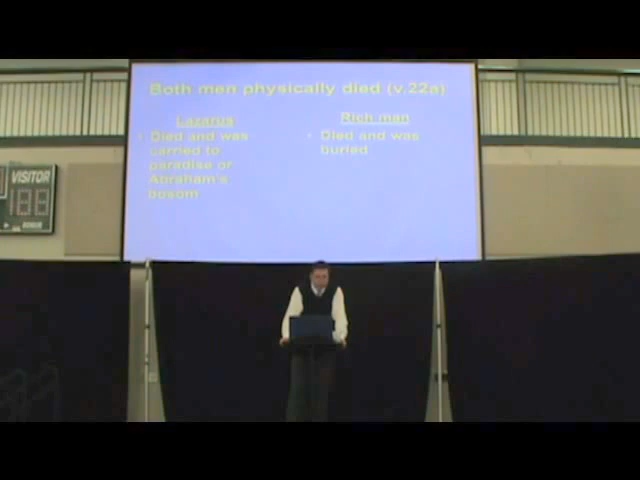 Both men physically died (v.22a)
Lazarus
• Died and was
carried to
paradise or
Abraham's
bosom
Rich man
• Died and was
buried
VISITOR
188